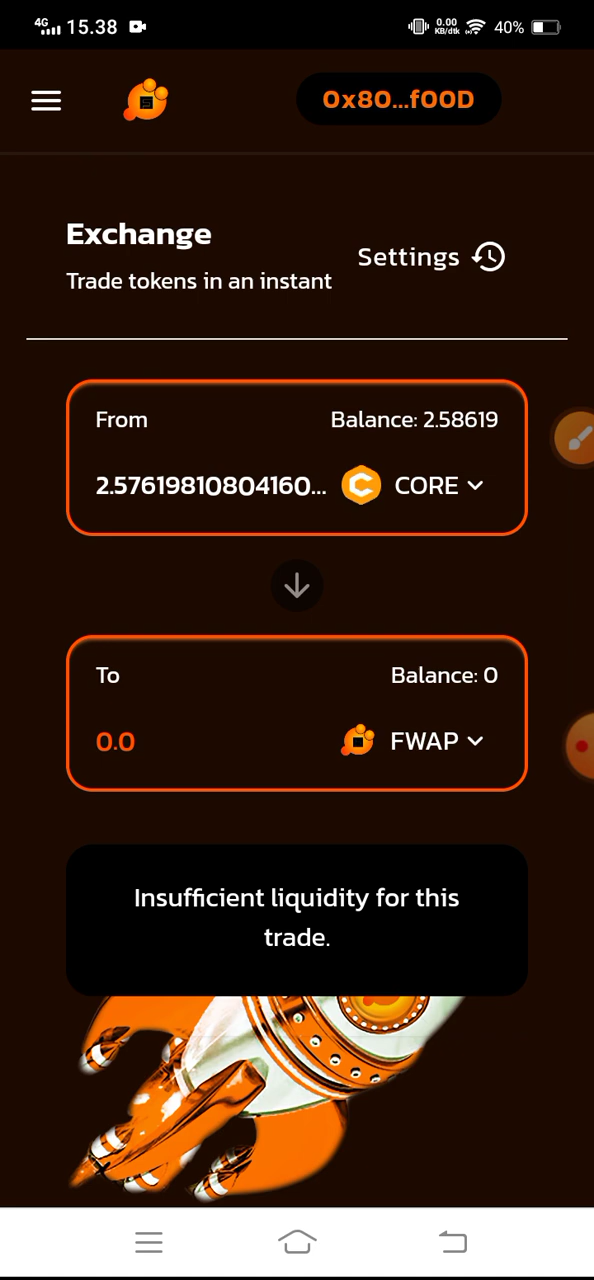 4G 15.38 0.00 KB/dtk 40%
0x80...f00D
Exchange
Settings
Trade tokens in an instant
From Balance: 2.58619
2.57619810804160... CORE
To Balance: 0
0.0 FWAP
Insufficient liquidity for this
trade.